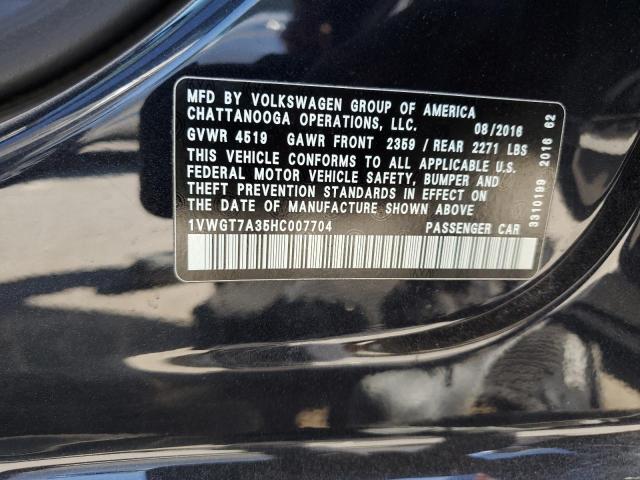 MFD BY VOLKSWAGEN GROUP OF AMERICA
CHATTANOOGA OPERATIONS, LLC. 08/2016
GVWR 4519 GAWR FRONT 2359 / REAR 2271 LBS
THIS VEHICLE CONFORMS TO ALL APPLICABLE U.S.
FEDERAL MOTOR VEHICLE SAFETY, BUMPER AND
THEFT PREVENTION STANDARDS IN EFFECT ON
THE DATE OF MANUFACTURE SHOWN ABOVE
1VWGT7A35HC007704 PASSENGER CAR
3310199 2016 62